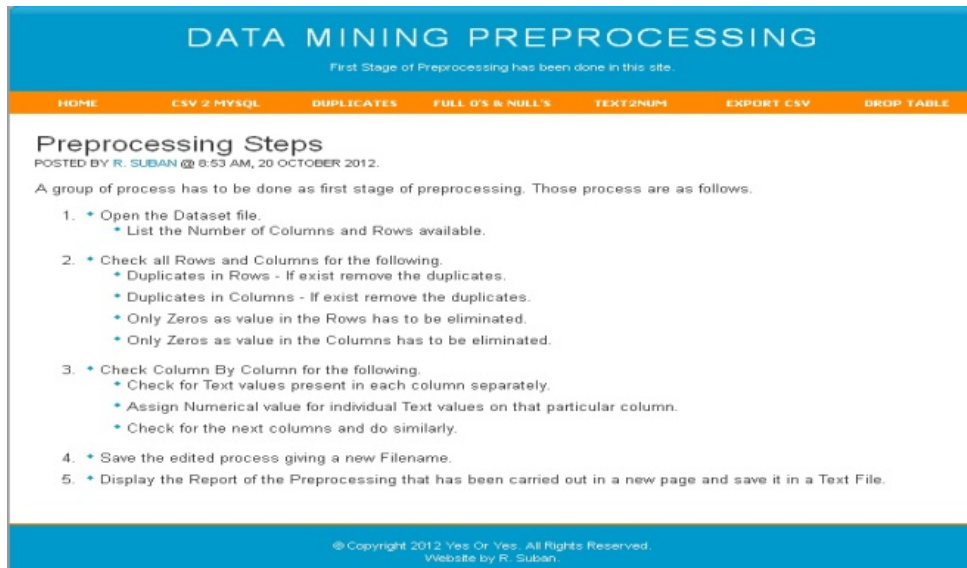 DATA MINING PREPROCESSING
First Stage of Preprocessing has been done in this site.
HOME CSV 2 MYSQL DUPLICATES FULL 0'S & NULL'S TEXT2NUM EXPORT CSV DROP TABLE
Preprocessing Steps
POSTED BY R. SUBAN @ 8:53 AM, 20 OCTOBER 2012.
A group of process has to be done as first stage of preprocessing. Those process are as follows.
1. Open the Dataset file.
List the Number of Columns and Rows available.
2. Check all Rows and Columns for the following.
Duplicates in Rows - If exist remove the duplicates.
Duplicates in Columns - If exist remove the duplicates.
Only Zeros as value in the Rows has to be eliminated.
Only Zeros as value in the Columns has to be eliminated.
3. Check Column By Column for the following.
Check for Text values present in each column separately.
Assign Numerical value for individual Text values on that particular column.
Check for the next columns and do similarly.
4. Save the edited process giving a new Filename.
5. Display the Report of the Preprocessing that has been carried out in a new page and save it in a Text File.
© Copyright 2012 Yes Or Yes. All Rights Reserved.
Website by R. Suban.